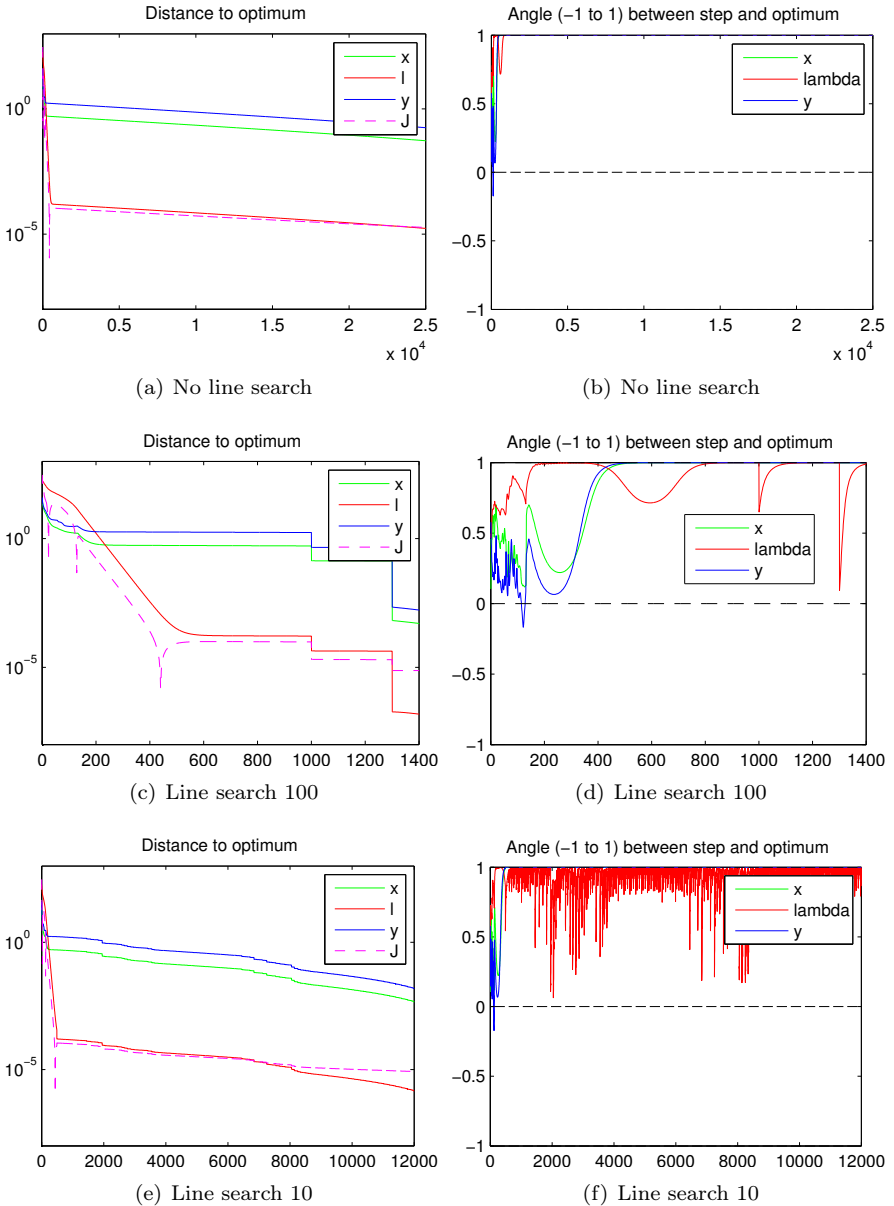 Distance to optimum
x
l
y
J
10^0
10^-5
0 0.5 1 1.5 2 2.5
x 10^4
(a) No line search
Angle (−1 to 1) between step and optimum
x
lambda
y
1
0.5
0
−0.5
−1
0 0.5 1 1.5 2 2.5
x 10^4
(b) No line search
Distance to optimum
x
l
y
J
10^0
10^-5
0 200 400 600 800 1000 1200 1400
(c) Line search 100
Angle (−1 to 1) between step and optimum
1
0.5
0
−0.5
−1
x
lambda
y
0 200 400 600 800 1000 1200 1400
(d) Line search 100
Distance to optimum
x
l
y
J
10^0
10^-5
0 2000 4000 6000 8000 10000 12000
(e) Line search 10
Angle (−1 to 1) between step and optimum
x
lambda
y
1
0.5
0
−0.5
−1
0 2000 4000 6000 8000 10000 12000
(f) Line search 10